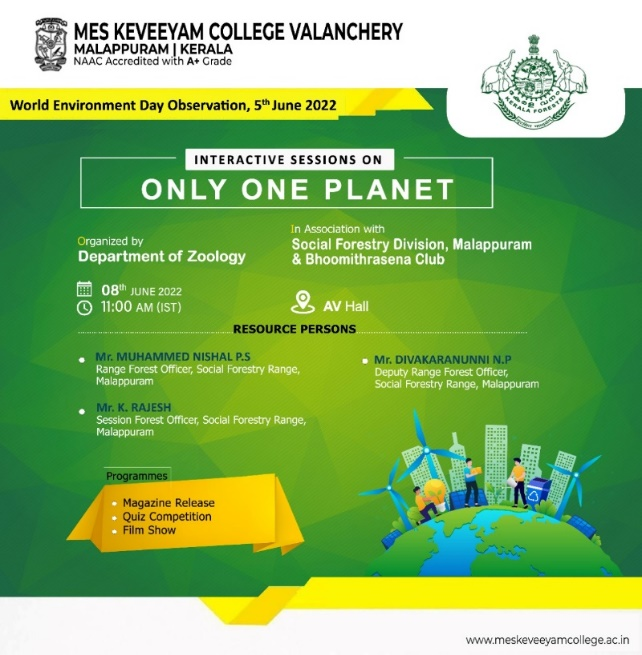 MES KEVEEYAM COLLEGE VALANCHERY
MALAPPURAM | KERALA
NAAC Accredited with A+ Grade
World Environment Day Observation, 5th June 2022
KERALA FORESTS
INTERACTIVE SESSIONS ON
ONLY ONE PLANET
Organized by
Department of Zoology
In Association with
Social Forestry Division, Malappuram
& Bhoomithrasena Club
08th JUNE 2022
11:00 AM (IST)
AV Hall
RESOURCE PERSONS
Mr. MUHAMMED NISHAL P.S
Range Forest Officer, Social Forestry Range,
Malappuram
Mr. DIVAKARANUNNI N.P
Deputy Range Forest Officer,
Social Forestry Range, Malappuram
Mr. K. RAJESH
Session Forest Officer, Social Forestry Range,
Malappuram
Programmes
Magazine Release
Quiz Competition
Film Show
www.meskeveeyamcollege.ac.in